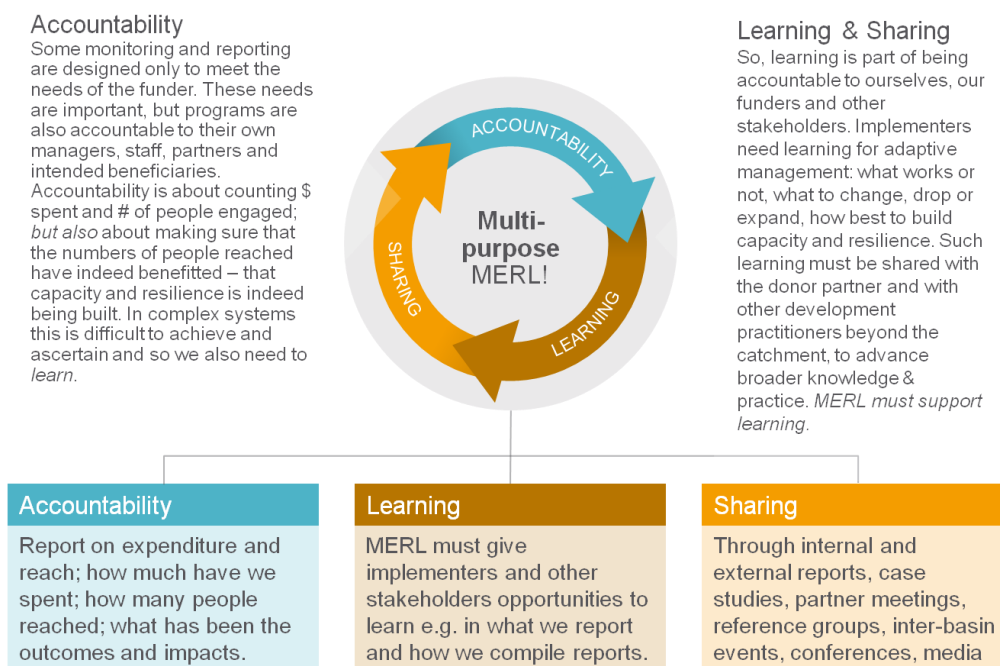 Accountability
Some monitoring and reporting
are designed only to meet the
needs of the funder. These needs
are important, but programs are
also accountable to their own
managers, staff, partners and
intended beneficiaries.
Accountability is about counting $
spent and # of people engaged;
but also about making sure that
the numbers of people reached
have indeed benefitted – that
capacity and resilience is indeed
being built. In complex systems
this is difficult to achieve and
ascertain and so we also need to
learn.
ACCOUNTABILITY
LEARNING
SHARING
Multi-
purpose
MERL!
Learning & Sharing
So, learning is part of being
accountable to ourselves, our
funders and other
stakeholders. Implementers
need learning for adaptive
management: what works or
not, what to change, drop or
expand, how best to build
capacity and resilience. Such
learning must be shared with
the donor partner and with
other development
practitioners beyond the
catchment, to advance
broader knowledge &
practice. MERL must support
learning.
Accountability
Report on expenditure and
reach; how much have we
spent; how many people
reached; what has been the
outcomes and impacts.
Learning
MERL must give
implementers and other
stakeholders opportunities to
learn e.g. in what we report
and how we compile reports.
Sharing
Through internal and
external reports, case
studies, partner meetings,
reference groups, inter-basin
events, conferences, media